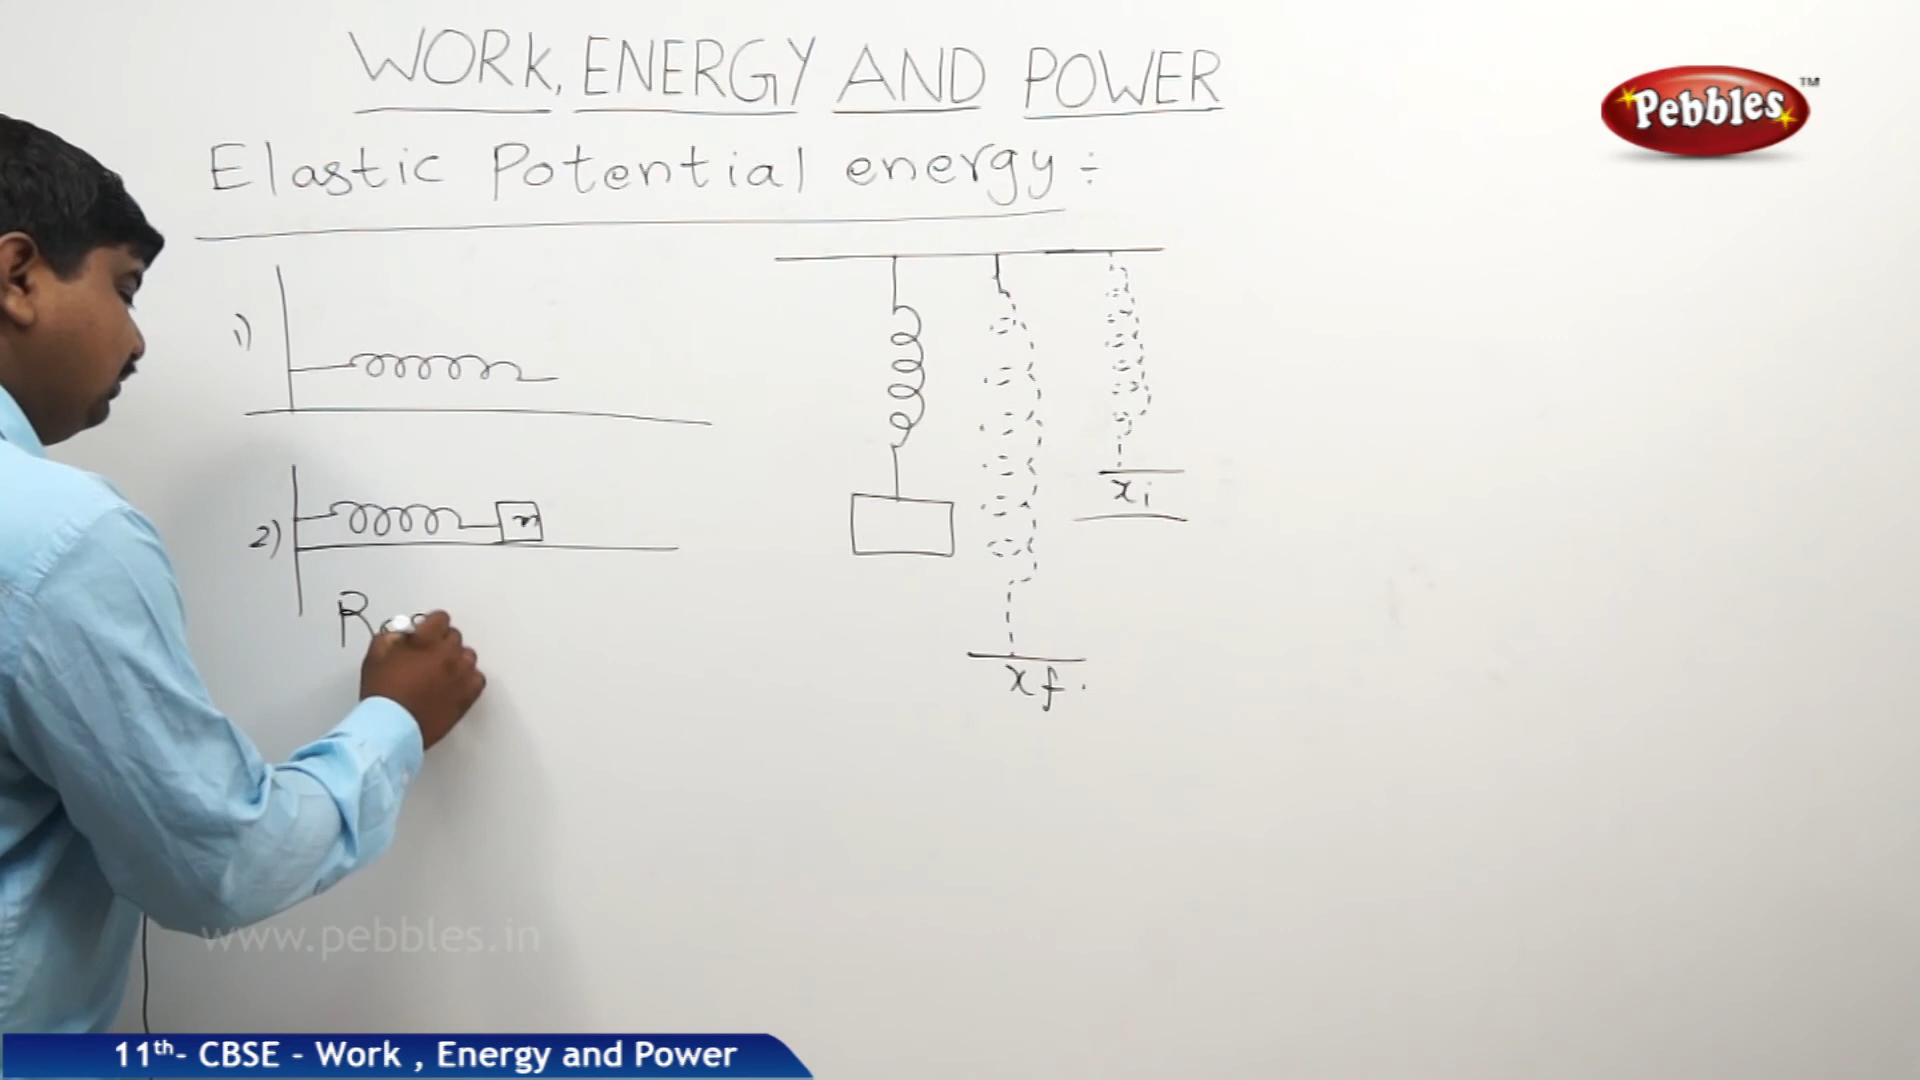 WORK, ENERGY AND POWER
Pebbles™
Elastic Potential energy :-
1)
2)
m
xi
xf.
www.pebbles.in
11th- CBSE - Work , Energy and Power